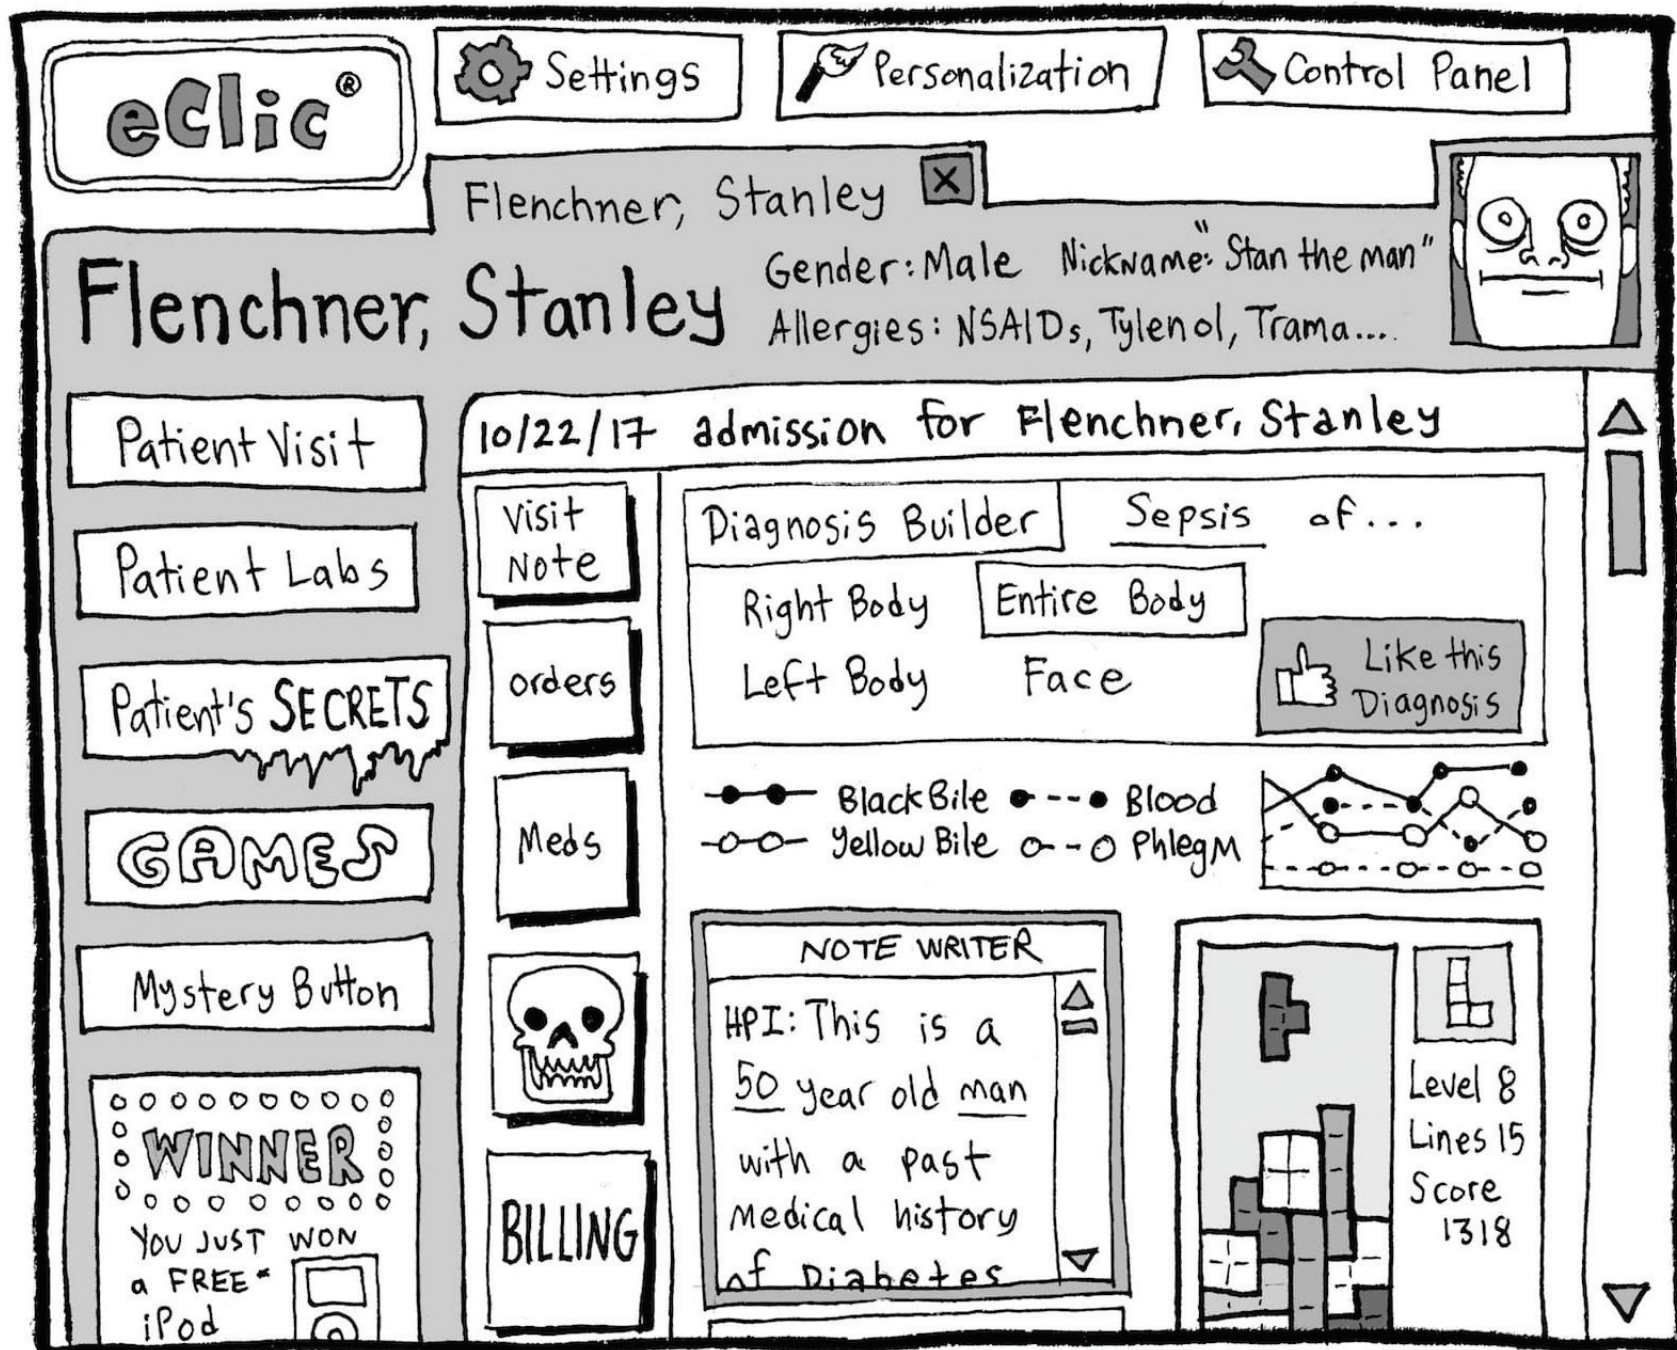 eClic®
Settings
Personalization
Control Panel
Flenchner, Stanley X
Flenchner, Stanley
Gender: Male Nickname: "Stan the man"
Allergies: NSAIDs, Tylenol, Trama....
Patient Visit
Patient Labs
Patient's SECRETS
GAMES
Mystery Button
WINNER
YOU JUST WON
a FREE*
iPod
10/22/17 admission for Flenchner, Stanley
Visit
Note
orders
Meds
BILLING
Diagnosis Builder
Sepsis of...
Right Body
Entire Body
Left Body
Face
Like this
Diagnosis
Black Bile
Blood
Yellow Bile
Phlegm
NOTE WRITER
HPI: This is a
50 year old man
with a past
Medical history
of Diabetes
Level 8
Lines 15
Score
1318